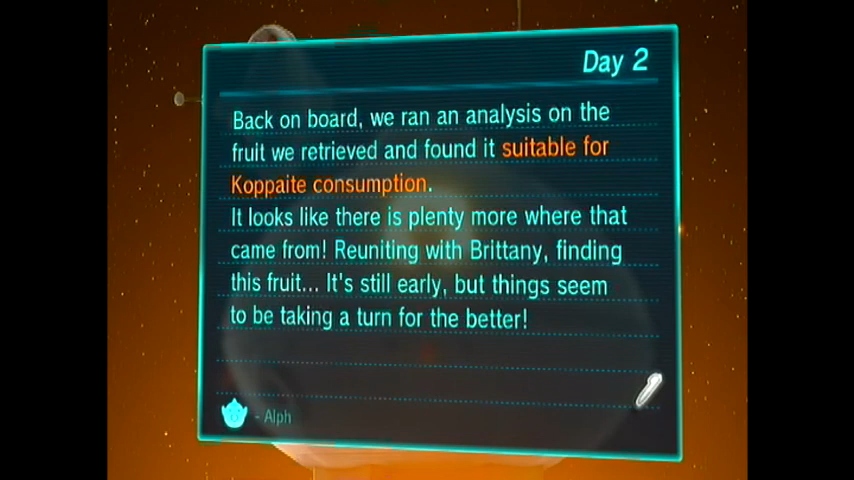 Day 2
Back on board, we ran an analysis on the
fruit we retrieved and found it suitable for
Koppaite consumption.
It looks like there is plenty more where that
came from! Reuniting with Brittany, finding
this fruit... It's still early, but things seem
to be taking a turn for the better!
- Alph